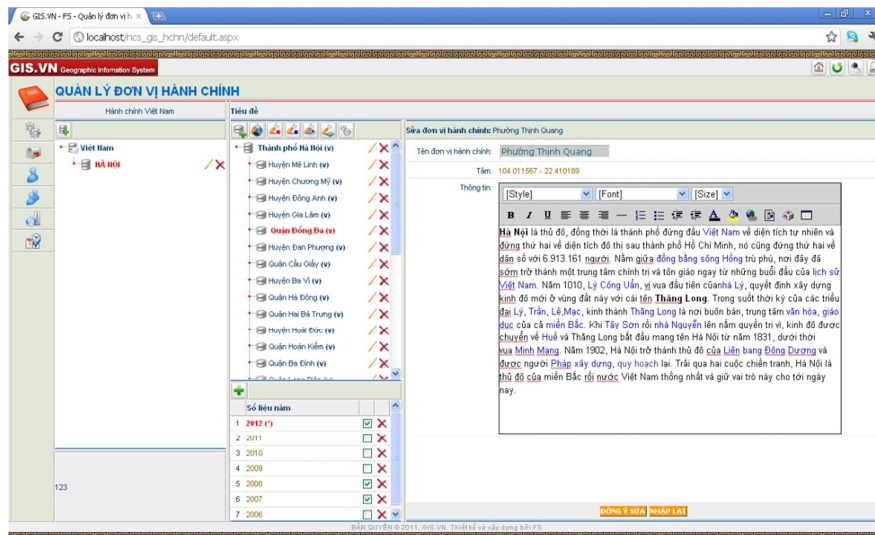 GIS.VN - FS - Quản lý đơn vị h
localhost/ncs_gis_hchn/default.aspx
GIS.VN Geographic Infomation System
QUẢN LÝ ĐƠN VỊ HÀNH CHÍNH
Hành chính Việt Nam
Việt Nam
HÀ NỘI
123
Tiêu đề
Thành phố Hà Nội (v)
Huyện Mê Linh (v)
Huyện Chương Mỹ (v)
Huyện Đông Anh (v)
Huyện Gia Lâm (v)
Quận Đống Đa (v)
Huyện Đan Phượng (v)
Quận Cầu Giấy (v)
Huyện Ba Vì (v)
Quận Hà Đông (v)
Quận Hai Bà Trưng (v)
Huyện Hoài Đức (v)
Quận Hoàn Kiếm (v)
Quận Ba Đình (v)
Quận Long Biên (v)
Số liệu năm
1 2012 (*)
2 2011
3 2010
4 2009
5 2008
6 2007
7 2006
Sửa đơn vị hành chính: Phường Thịnh Quang
Tên đơn vị hành chính: Phường Thịnh Quang
Tâm: 104.011567 - 22.410189
Thông tin:
[Style] [Font] [Size]
B I U
Hà Nội là thủ đô, đồng thời là thành phố đứng đầu Việt Nam về diện tích tự nhiên và
đứng thứ hai về diện tích đô thị sau thành phố Hồ Chí Minh, nó cũng đứng thứ hai về
dân số với 6.913.161 người. Nằm giữa đồng bằng sông Hồng trù phú, nơi đây đã
sớm trở thành một trung tâm chính trị và tôn giáo ngay từ những buổi đầu của lịch sử
Việt Nam. Năm 1010, Lý Công Uẩn, vị vua đầu tiên củanhà Lý, quyết định xây dựng
kinh đô mới ở vùng đất này với cái tên Thăng Long. Trong suốt thời kỳ của các triều
đại Lý, Trần, Lê,Mạc, kinh thành Thăng Long là nơi buôn bán, trung tâm văn hóa, giáo
dục của cả miền Bắc. Khi Tây Sơn rồi nhà Nguyễn lên nắm quyền trị vì, kinh đô được
chuyển về Huế và Thăng Long bắt đầu mang tên Hà Nội từ năm 1831, dưới thời
vua Minh Mạng. Năm 1902, Hà Nội trở thành thủ đô của Liên bang Đông Dương và
được người Pháp xây dựng, quy hoạch lại. Trải qua hai cuộc chiến tranh, Hà Nội là
thủ đô của miền Bắc rồi nước Việt Nam thống nhất và giữ vai trò này cho tới ngày
nay.
ĐỒNG Ý SỬA NHẬP LẠI
BẢN QUYỀN © 2011, GIS.VN. Thiết kế và xây dựng bởi FS